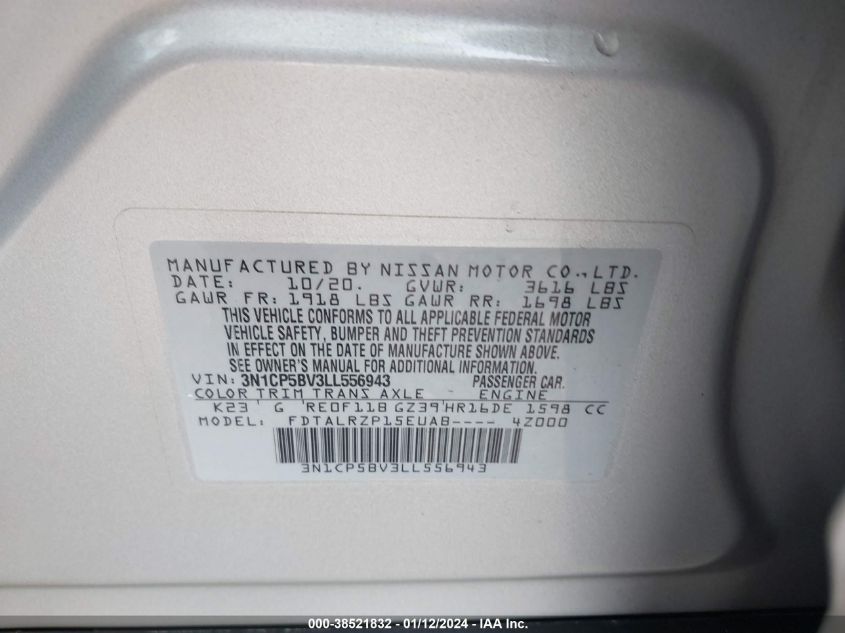 MANUFACTURED BY NISSAN MOTOR CO.,LTD.
DATE: 10/20. GVWR: 3616 LBS
GAWR FR: 1918 LBS GAWR RR: 1698 LBS
THIS VEHICLE CONFORMS TO ALL APPLICABLE FEDERAL MOTOR
VEHICLE SAFETY, BUMPER AND THEFT PREVENTION STANDARDS
IN EFFECT ON THE DATE OF MANUFACTURE SHOWN ABOVE.
SEE OWNER'S MANUAL FOR ADDITIONAL INFORMATION.
VIN: 3N1CP5BV3LL556943 PASSENGER CAR.
COLOR TRIM TRANS AXLE ENGINE
K23 G RE0F11B GZ39 HR16DE 1598 CC
MODEL: FDTALRZP15EUAB---- 4Z000
3N1CP5BV3LL556943
000-38521832 - 01/12/2024 - IAA Inc.